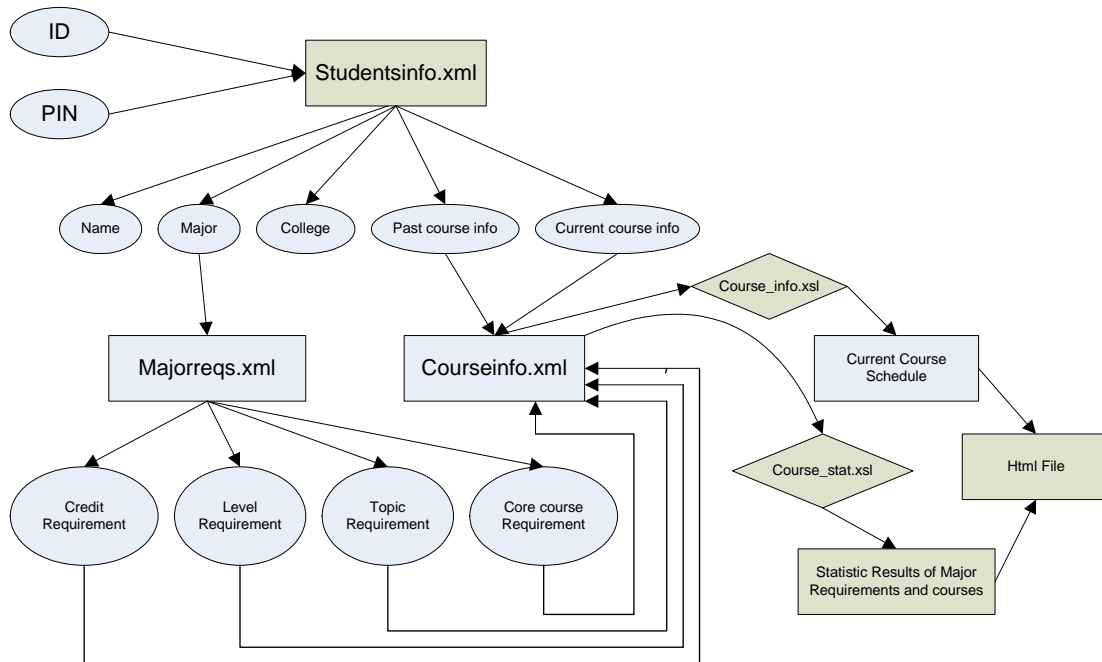 ID
Studentsinfo.xml
PIN
Name
Major
College
Past course info
Current course info
Course_info.xsl
Majorreqs.xml
Courseinfo.xml
Current Course
Schedule
Course_stat.xsl
Html File
Credit
Requirement
Level
Requirement
Topic
Requirement
Core course
Requirement
Statistic Results of Major
Requirements and courses